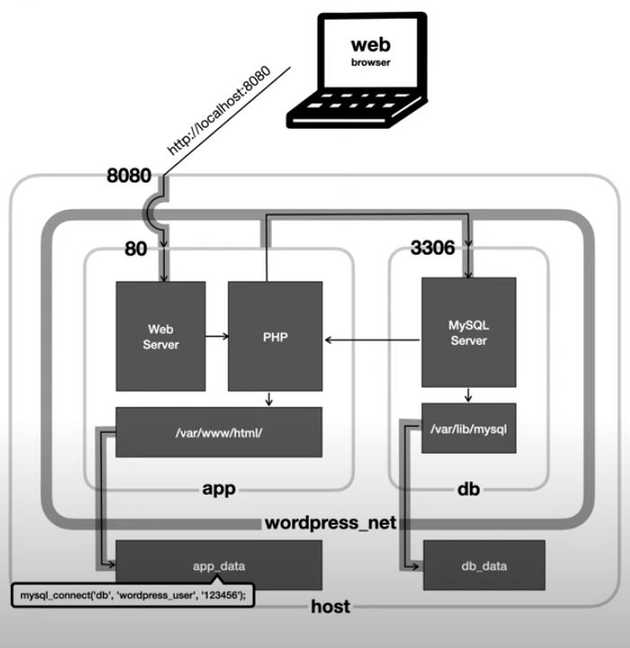 web
browser
http://localhost:8080
8080
80
3306
Web
Server
PHP
MySQL
Server
/var/www/html/
/var/lib/mysql
app
db
wordpress_net
app_data
db_data
mysql_connect('db', 'wordpress_user', '123456');
host